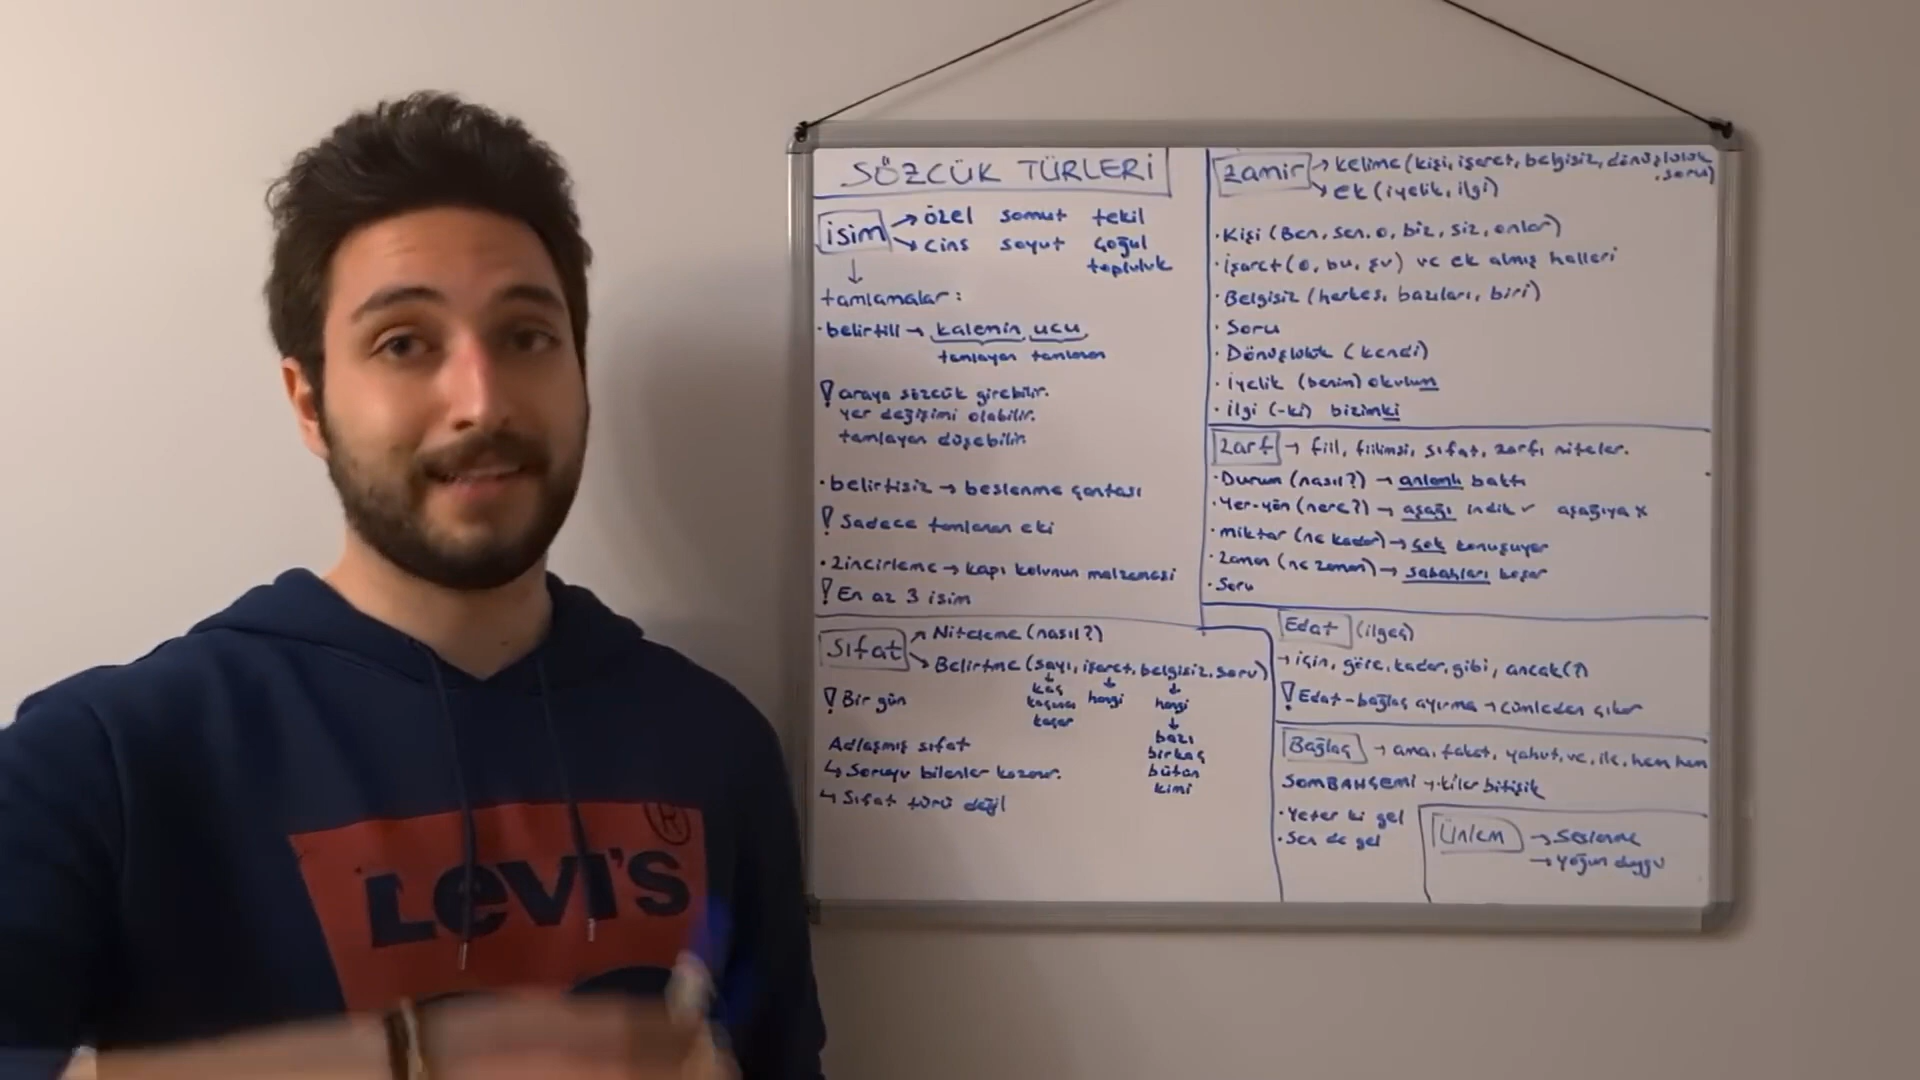 SÖZCÜK TÜRLERİ
isim → özel somut tekil
→ cins soyut çoğul
topluluk
↓
tamlamalar:
· belirtili → kalemin ucu
tamlayan tamlanan
! araya sözcük girebilir.
yer değişimi olabilir.
tamlayan düşebilir.
· belirtisiz → beslenme çantası
! Sadece tamlanan eki
· Zincirleme → kapı kolunun malzemesi
! En az 3 isim
Sıfat → Niteleme (nasıl?)
→ Belirtme (sayı, işaret, belgisiz, soru)
! Bir gün
kaç
kaçıncı
kaçar
hangi
hangi
↓
bazı
birkaç
bütün
kimi
Adlaşmış sıfat
↳ Soruyu bilenler kazanır.
↳ Sıfat türü değil
Zamir → kelime (kişi, işaret, belgisiz, dönüşlülük, soru)
→ ek (iyelik, ilgi)
· Kişi (Ben, sen, o, biz, siz, onlar)
· İşaret (o, bu, şu) ve ek almış halleri
· Belgisiz (herkes, bazıları, biri)
· Soru
· Dönüşlülük (kendi)
· İyelik (benim) okulum
· İlgi (-ki) bizimki
Zarf → fiil, fiilimsi, sıfat, zarfı niteler.
· Durum (nasıl?) → anlamlı baktı
· Yer-yön (nere?) → aşağı indik ✓ aşağıya x
· miktar (ne kadar) → çok konuşuyor
· Zaman (ne zaman) → sabahları koşar
· Soru
Edat (ilgeç)
→ için, göre, kadar, gibi, ancak(?)
! Edat-bağlaç ayırma → cümleden çıkar
Bağlaç → ama, fakat, yahut, ve, ile, hem hem
SOMBAHÇEMİ → kiler bitişik
· Yeter ki gel
· Sen de gel
Ünlem → Seslenme
→ Yoğun duygu
LEVI'S
®